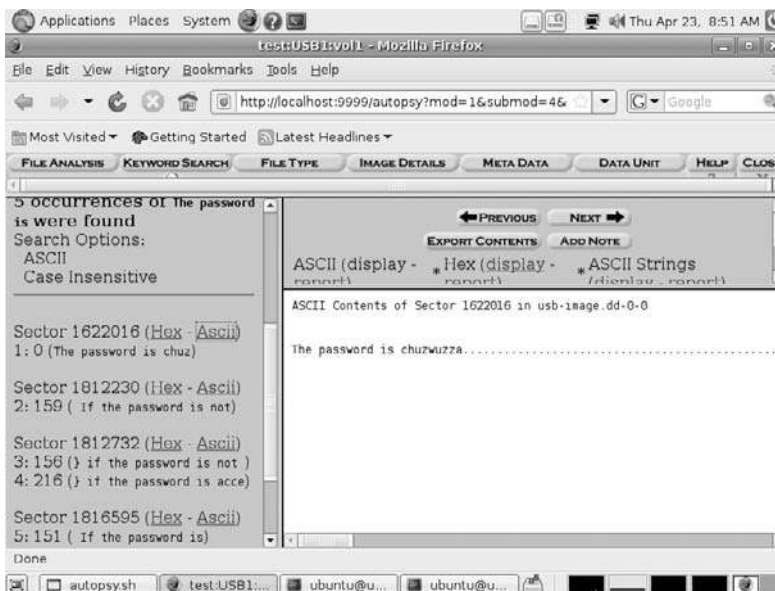 Applications Places System Thu Apr 23, 8:51 AM
test:USB1:vol1 - Mozilla Firefox
File Edit View History Bookmarks Tools Help
http://localhost:9999/autopsy?mod=1&submod=4& Google
Most Visited Getting Started Latest Headlines
FILE ANALYSIS KEYWORD SEARCH FILE TYPE IMAGE DETAILS META DATA DATA UNIT HELP CLOS
5 occurrences of The password
is were found
Search Options:
ASCII
Case Insensitive
Sector 1622016 (Hex - Ascii)
1: 0 (The password is chuz)
Sector 1812230 (Hex - Ascii)
2: 159 ( If the password is not)
Sector 1812732 (Hex - Ascii)
3: 156 (} if the password is not )
4: 216 (} if the password is acce)
Sector 1816595 (Hex - Ascii)
5: 151 ( If the password is)
PREVIOUS NEXT
EXPORT CONTENTS ADD NOTE
ASCII (display - * Hex (display - * ASCII Strings
report) report) (display - report)
ASCII Contents of Sector 1622016 in usb-image.dd-0-0
The password is chuzwuzza......................................................
Done
autopsy.sh test:USB1:... ubuntu@u... ubuntu@u...